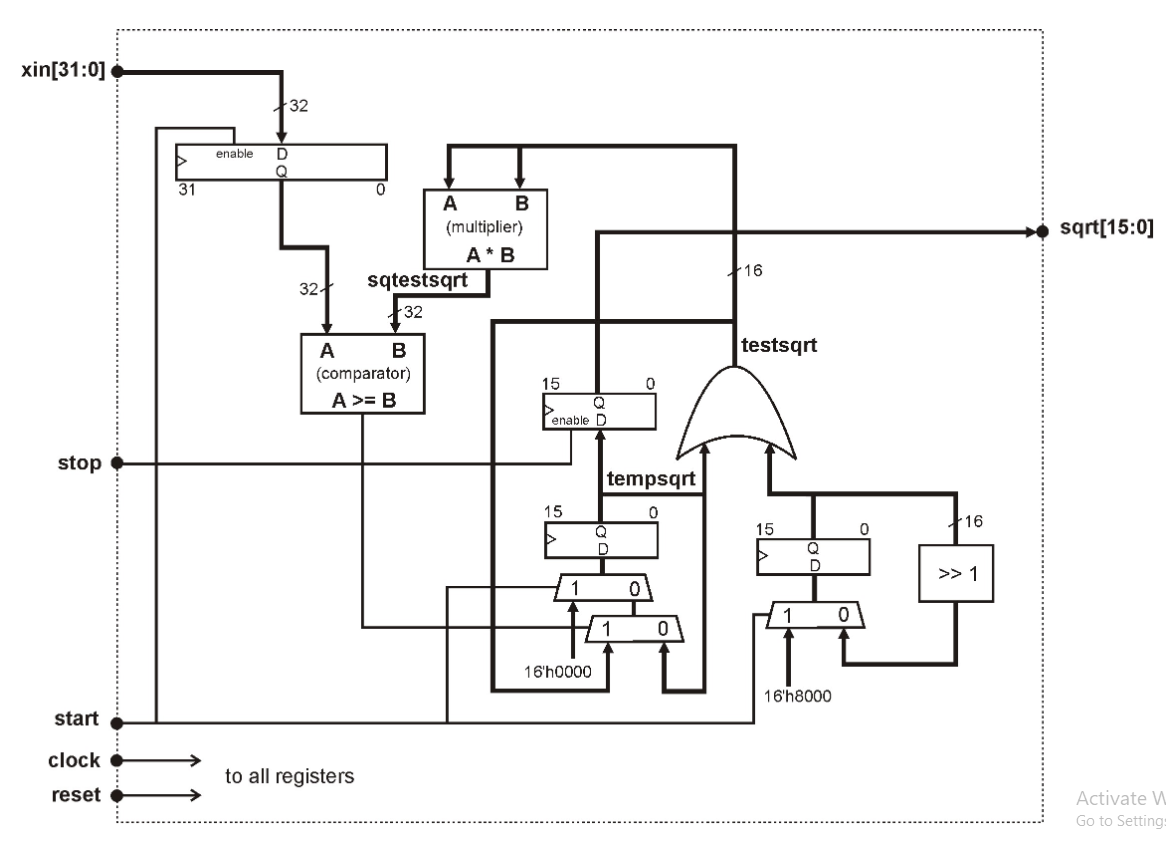 xin[31:0]
32
enable
D
Q
31
0
A
B
(multiplier)
A * B
sqrt[15:0]
sqtestsqrt
16
32
32
A
B
(comparator)
A >= B
testsqrt
15
0
Q
enable D
stop
tempsqrt
15
0
Q
D
15
0
Q
D
16
>> 1
1
0
1
0
1
0
16'h0000
16'h8000
start
clock
to all registers
reset
Activate W
Go to Settings